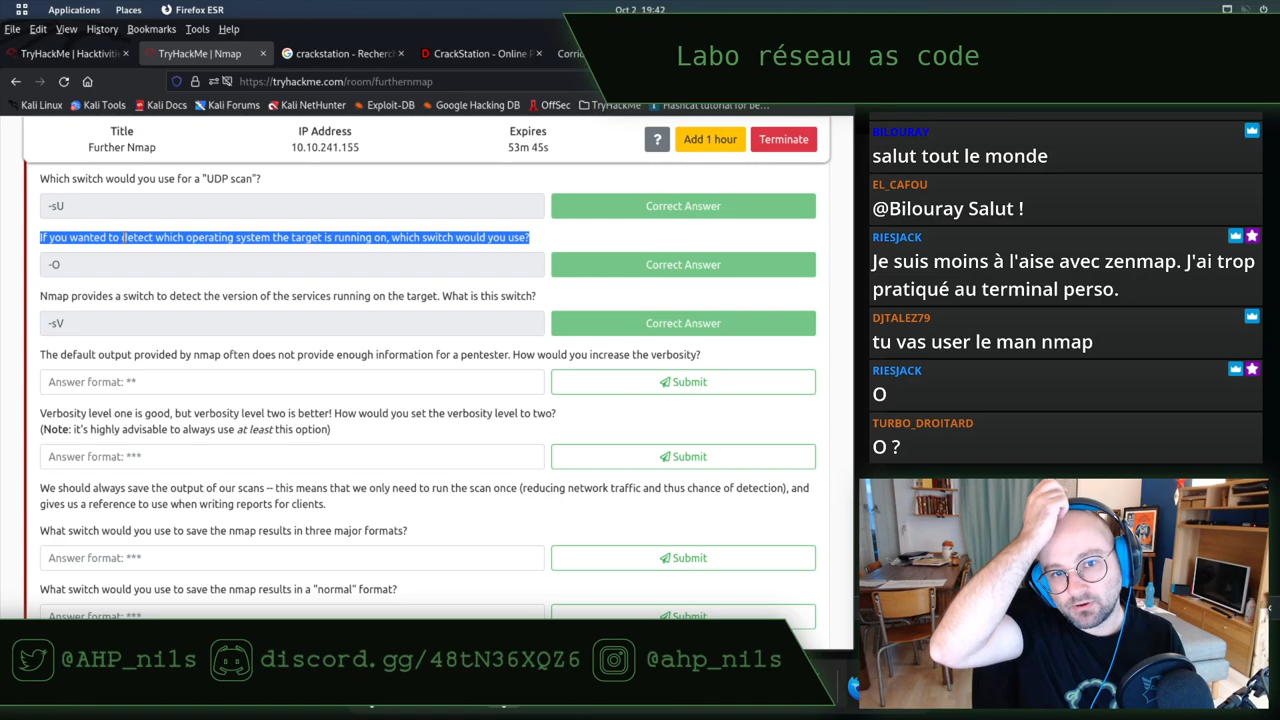 Applications Places Firefox ESR
Oct 2, 19:42
File Edit View History Bookmarks Tools Help
TryHackMe | Hacktiviti
TryHackMe | Nmap
crackstation - Recherc
CrackStation - Online P
Corri
https://tryhackme.com/room/furthernmap
Kali Linux Kali Tools Kali Docs Kali Forums Kali NetHunter Exploit-DB Google Hacking DB OffSec TryHackMe Hashcat tutorial for be…
Title IP Address Expires
Further Nmap 10.10.241.155 53m 45s
? Add 1 hour Terminate
Which switch would you use for a "UDP scan"?
-sU Correct Answer
If you wanted to detect which operating system the target is running on, which switch would you use?
-O Correct Answer
Nmap provides a switch to detect the version of the services running on the target. What is this switch?
-sV Correct Answer
The default output provided by nmap often does not provide enough information for a pentester. How would you increase the verbosity?
Answer format: ** Submit
Verbosity level one is good, but verbosity level two is better! How would you set the verbosity level to two?
(Note: it's highly advisable to always use at least this option)
Answer format: *** Submit
We should always save the output of our scans -- this means that we only need to run the scan once (reducing network traffic and thus chance of detection), and
gives us a reference to use when writing reports for clients.
What switch would you use to save the nmap results in three major formats?
Answer format: *** Submit
What switch would you use to save the nmap results in a "normal" format?
Answer format: *** Submit
Labo réseau as code
BILOURAY
salut tout le monde
EL_CAFOU
@Bilouray Salut !
RIESJACK
Je suis moins à l'aise avec zenmap. J'ai trop
pratiqué au terminal perso.
DJTALEZ79
tu vas user le man nmap
RIESJACK
O
TURBO_DROITARD
O ?
@AHP_nils discord.gg/48tN36XQZ6 @ahp_nils